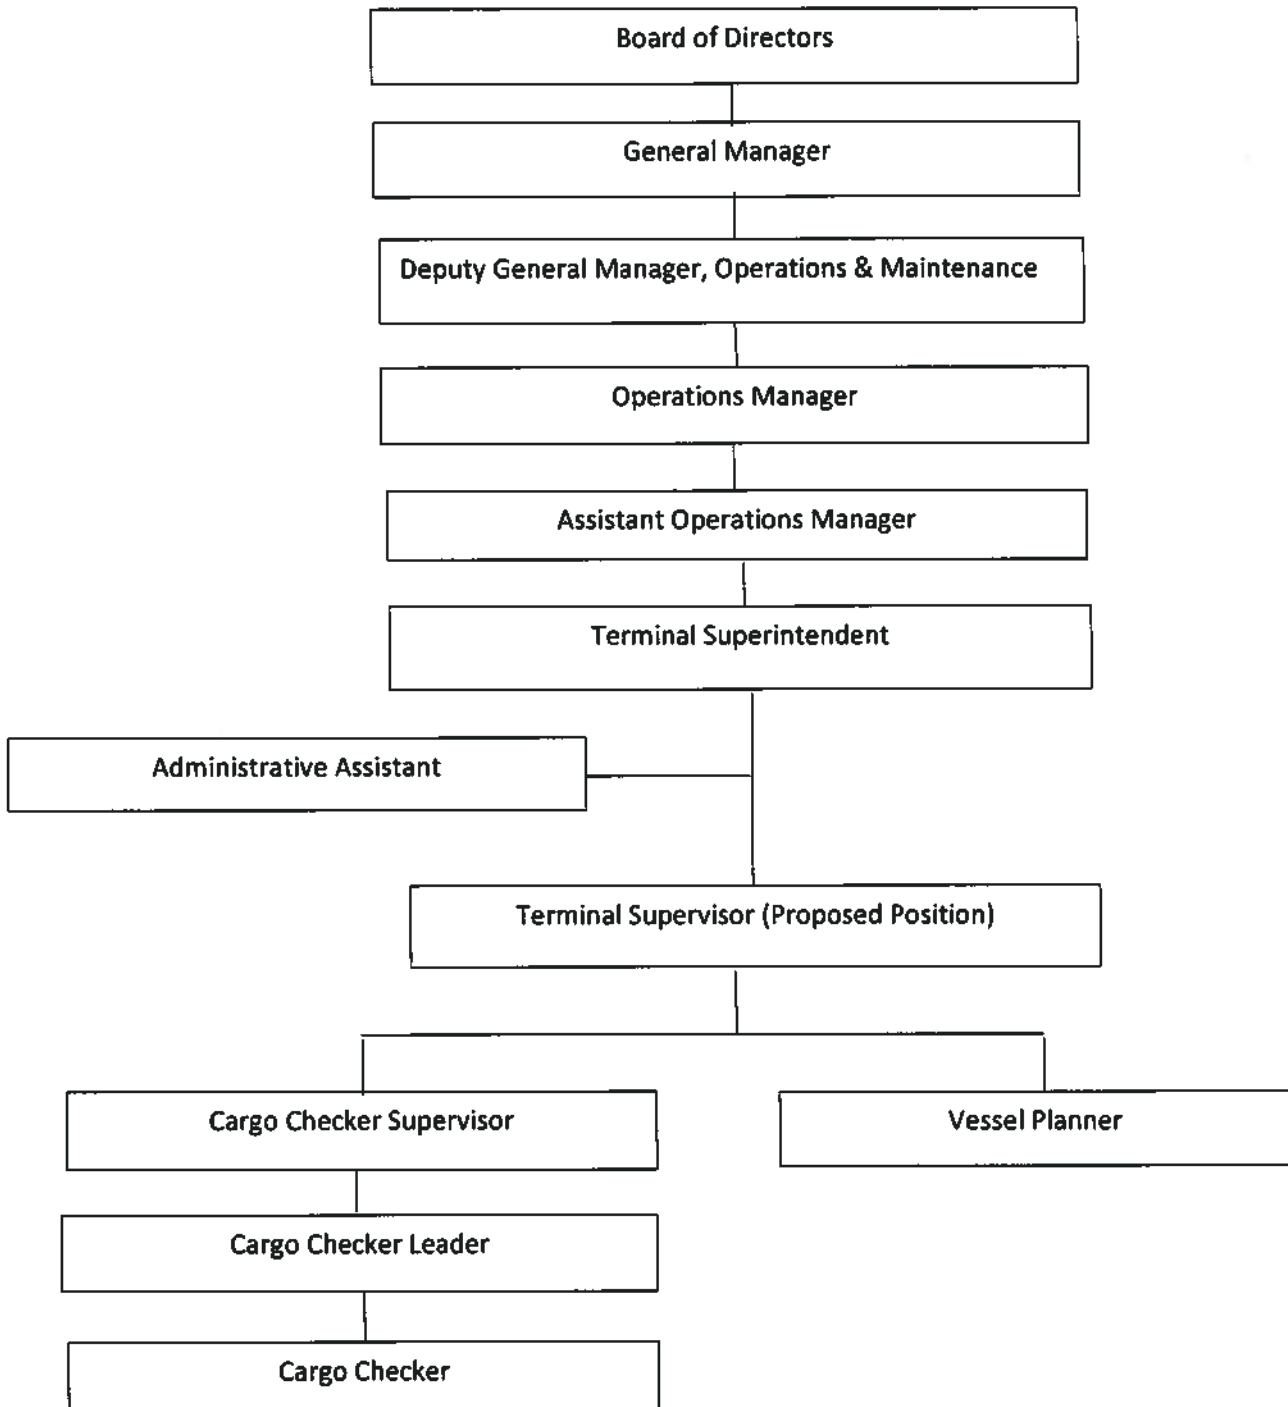 Board of Directors
General Manager
Deputy General Manager, Operations & Maintenance
Operations Manager
Assistant Operations Manager
Terminal Superintendent
Administrative Assistant
Terminal Supervisor (Proposed Position)
Cargo Checker Supervisor
Vessel Planner
Cargo Checker Leader
Cargo Checker